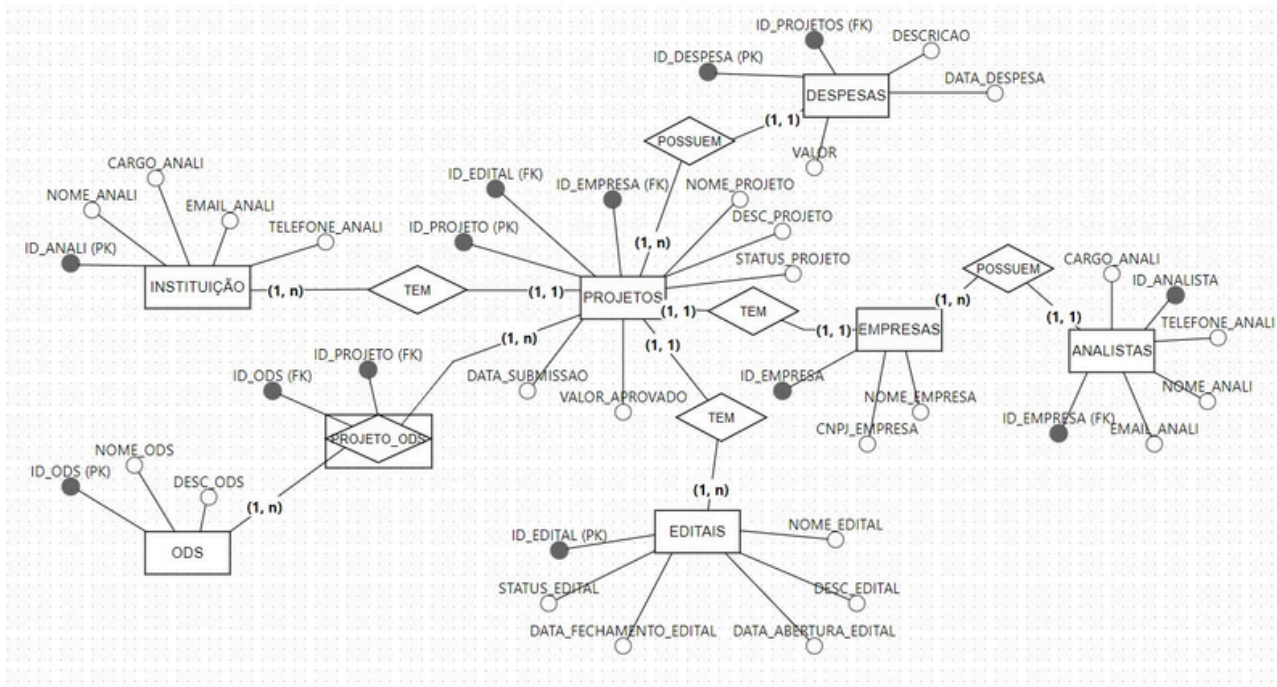 ID_PROJETOS (FK)
DESCRICAO
ID_DESPESA (PK)
DATA_DESPESA
DESPESAS
(1, 1)
POSSUEM
VALOR
CARGO_ANALI
NOME_ANALI
EMAIL_ANALI
TELEFONE_ANALI
ID_ANALI (PK)
INSTITUIÇÃO
(1, n)
TEM
(1, 1)
ID_EDITAL (FK)
ID_EMPRESA (FK)
NOME_PROJETO
DESC_PROJETO
ID_PROJETO (PK)
(1, n)
STATUS_PROJETO
PROJETOS
(1, 1)
TEM
(1, 1)
EMPRESAS
(1, n)
POSSUEM
(1, 1)
CARGO_ANALI
ID_ANALISTA
TELEFONE_ANALI
ANALISTAS
NOME_ANALI
ID_EMPRESA (FK)
EMAIL_ANALI
ID_EMPRESA
NOME_EMPRESA
CNPJ_EMPRESA
(1, n)
(1, 1)
DATA_SUBMISSAO
VALOR_APROVADO
ID_PROJETO (FK)
ID_ODS (FK)
PROJETO_ODS
TEM
NOME_ODS
ID_ODS (PK)
DESC_ODS
(1, n)
ODS
(1, n)
EDITAIS
NOME_EDITAL
ID_EDITAL (PK)
STATUS_EDITAL
DESC_EDITAL
DATA_FECHAMENTO_EDITAL
DATA_ABERTURA_EDITAL